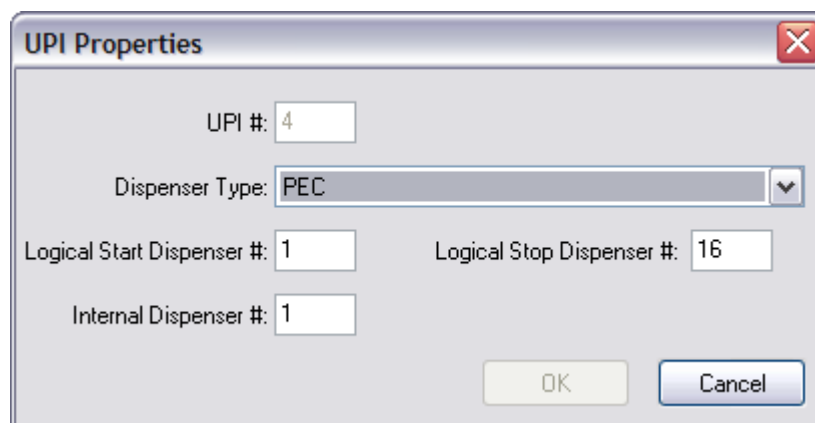 UPI Properties
UPI #: 4
Dispenser Type: PEC
Logical Start Dispenser #: 1 Logical Stop Dispenser #: 16
Internal Dispenser #: 1
OK Cancel